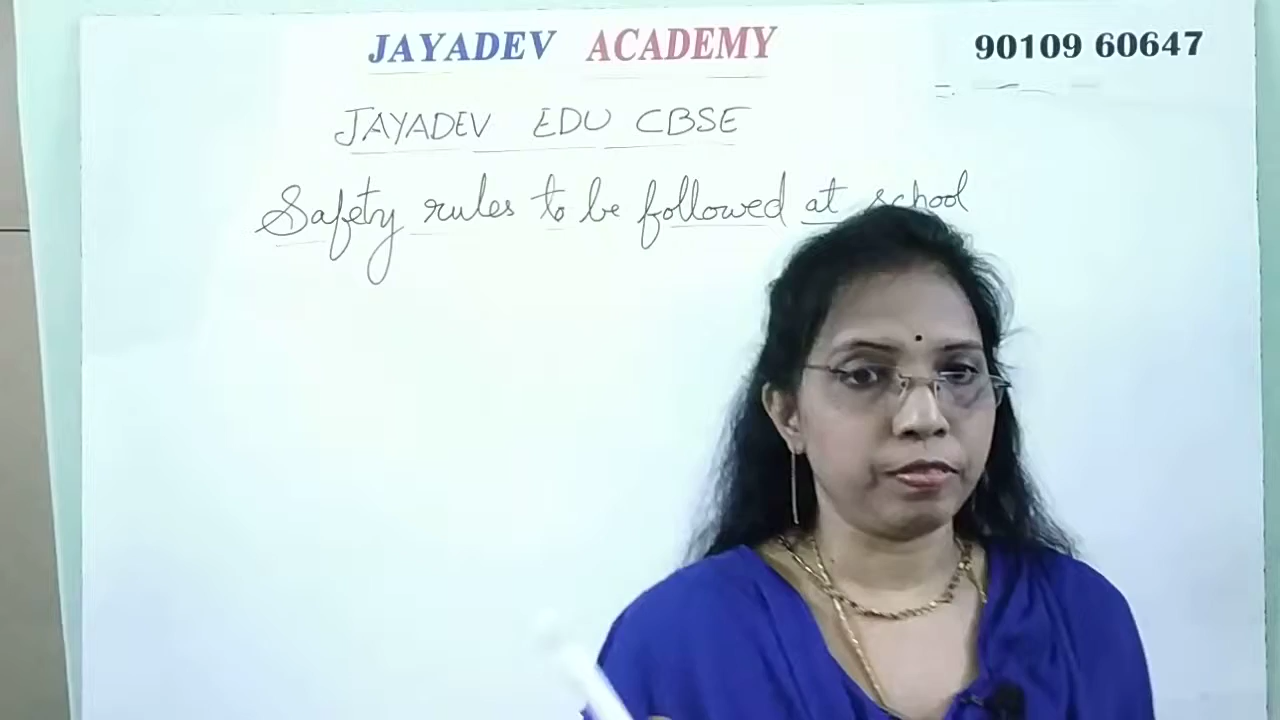 JAYADEV ACADEMY 90109 60647
JAYADEV EDU CBSE
Safety rules to be followed at school